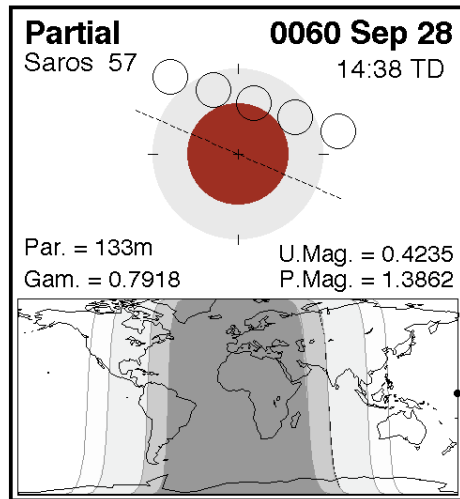 Partial 0060 Sep 28
Saros 57 14:38 TD
Par. = 133m U.Mag. = 0.4235
Gam. = 0.7918 P.Mag. = 1.3862